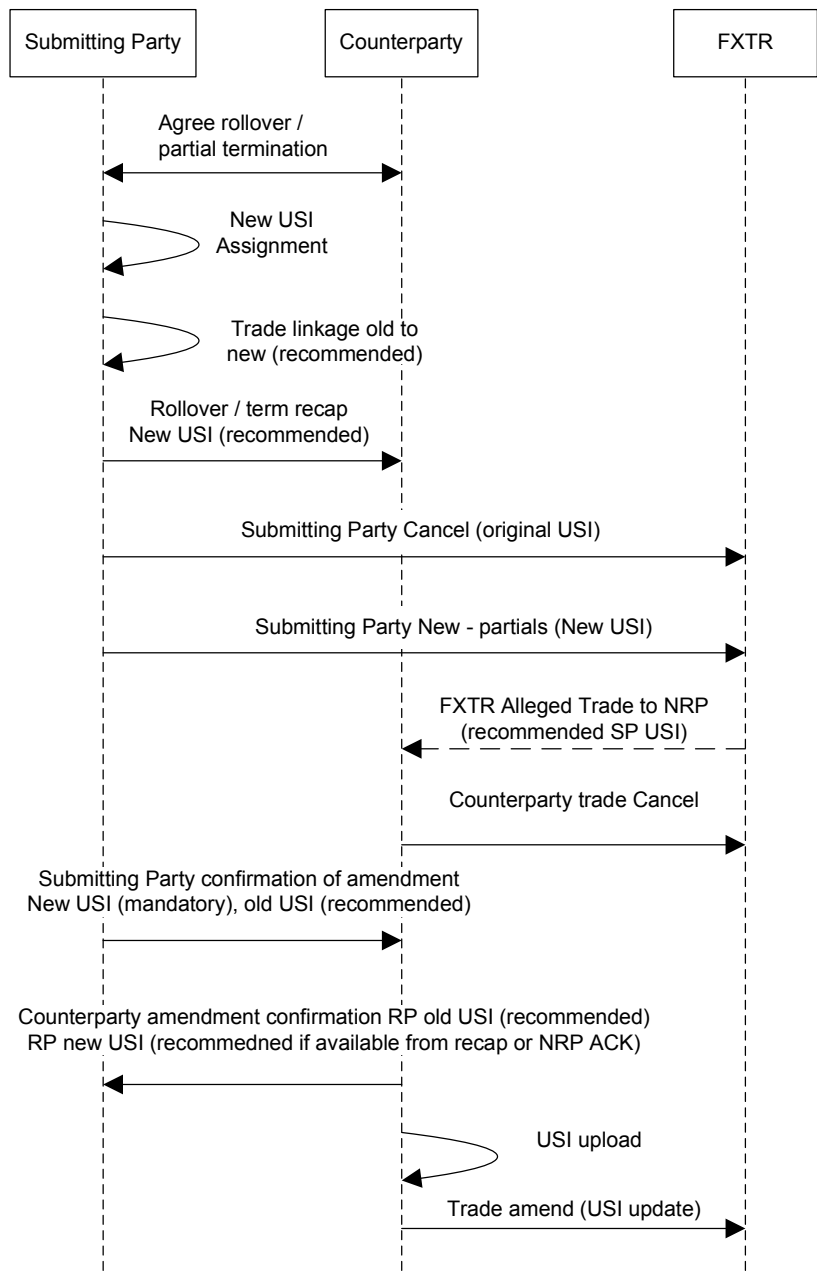 Submitting Party
Counterparty
FXTR
Agree rollover /
partial termination
New USI
Assignment
Trade linkage old to
new (recommended)
Rollover / term recap
New USI (recommended)
Submitting Party Cancel (original USI)
Submitting Party New - partials (New USI)
FXTR Alleged Trade to NRP
(recommended SP USI)
Counterparty trade Cancel
Submitting Party confirmation of amendment
New USI (mandatory), old USI (recommended)
Counterparty amendment confirmation RP old USI (recommended)
RP new USI (recommedned if available from recap or NRP ACK)
USI upload
Trade amend (USI update)